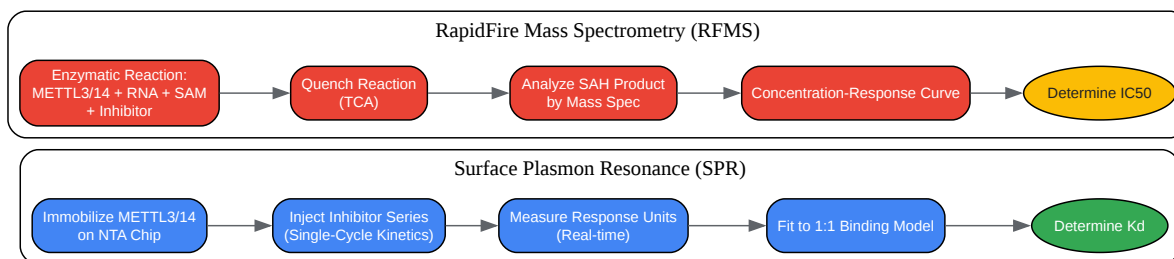 RapidFire Mass Spectrometry (RFMS)
Enzymatic Reaction:
METTL3/14 + RNA + SAM
+ Inhibitor
Quench Reaction
(TCA)
Analyze SAH Product
by Mass Spec
Concentration-Response Curve
Determine IC50
Surface Plasmon Resonance (SPR)
Immobilize METTL3/14
on NTA Chip
Inject Inhibitor Series
(Single-Cycle Kinetics)
Measure Response Units
(Real-time)
Fit to 1:1 Binding Model
Determine Kd